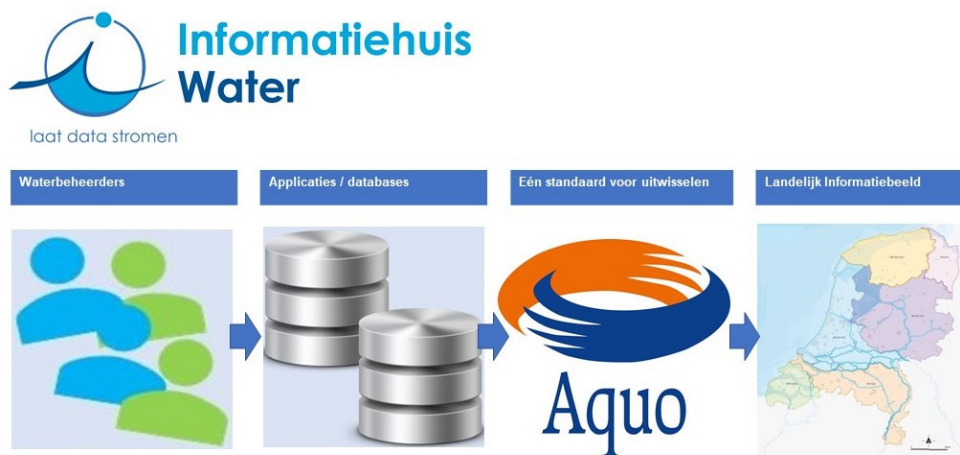 Informatiehuis
Water
laat data stromen
Waterbeheerders
Applicaties / databases
Eén standaard voor uitwisselen
Landelijk Informatiebeeld
Aquo